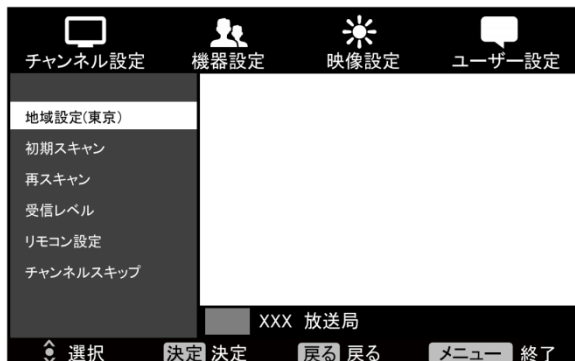 チャンネル設定 機器設定 映像設定 ユーザー設定
地域設定(東京)
初期スキャン
再スキャン
受信レベル
リモコン設定
チャンネルスキップ
XXX 放送局
選択 決定 決定 戻る 戻る メニュー 終了